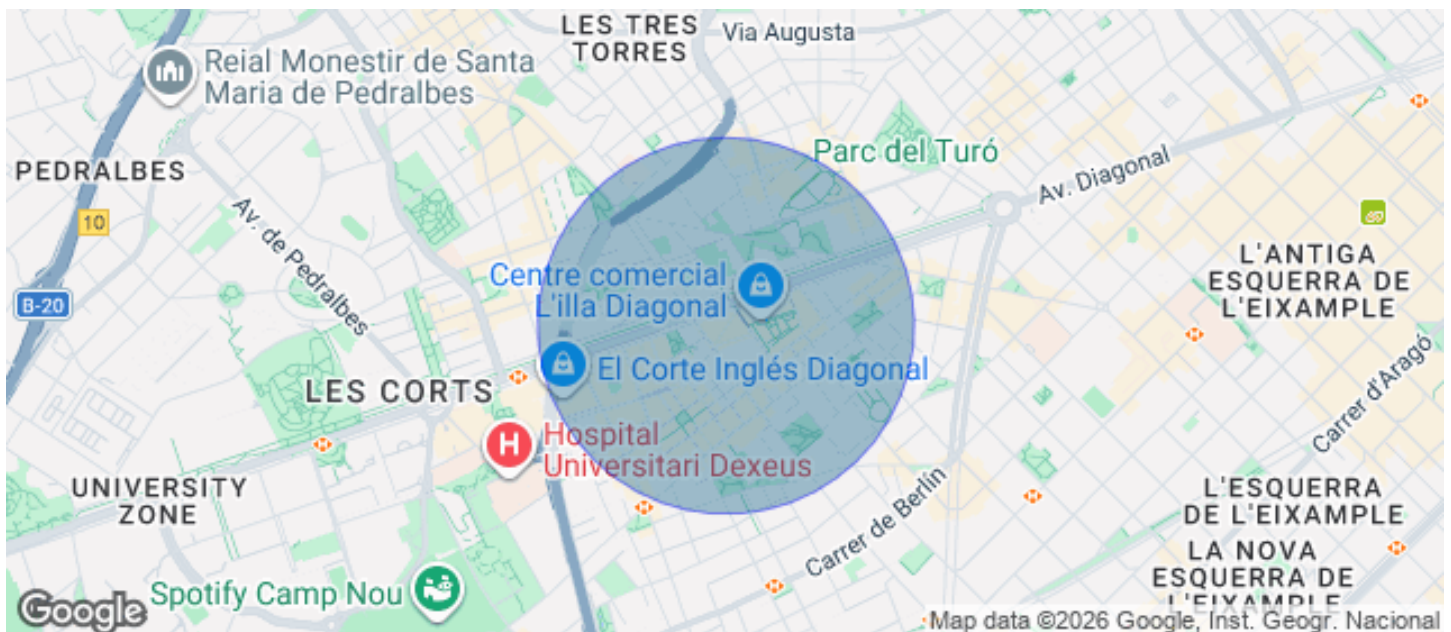 LES TRES
TORRES
Via Augusta
Reial Monestir de Santa
Maria de Pedralbes
Parc del Turó
PEDRALBES
Av. Diagonal
10
Av. de Pedralbes
L'ANTIGA
ESQUERRA DE
L'EIXAMPLE
Centre comercial
L'illa Diagonal
B-20
El Corte Inglés Diagonal
LES CORTS
Carrer d'Aragó
H
Hospital
Universitari Dexeus
UNIVERSITY
ZONE
L'ESQUERRA
DE L'EIXAMPLE
Carrer de Berlín
LA NOVA
ESQUERRA DE
L'EIXAMPLE
Spotify Camp Nou
Google
Map data ©2026 Google, Inst. Geogr. Nacional